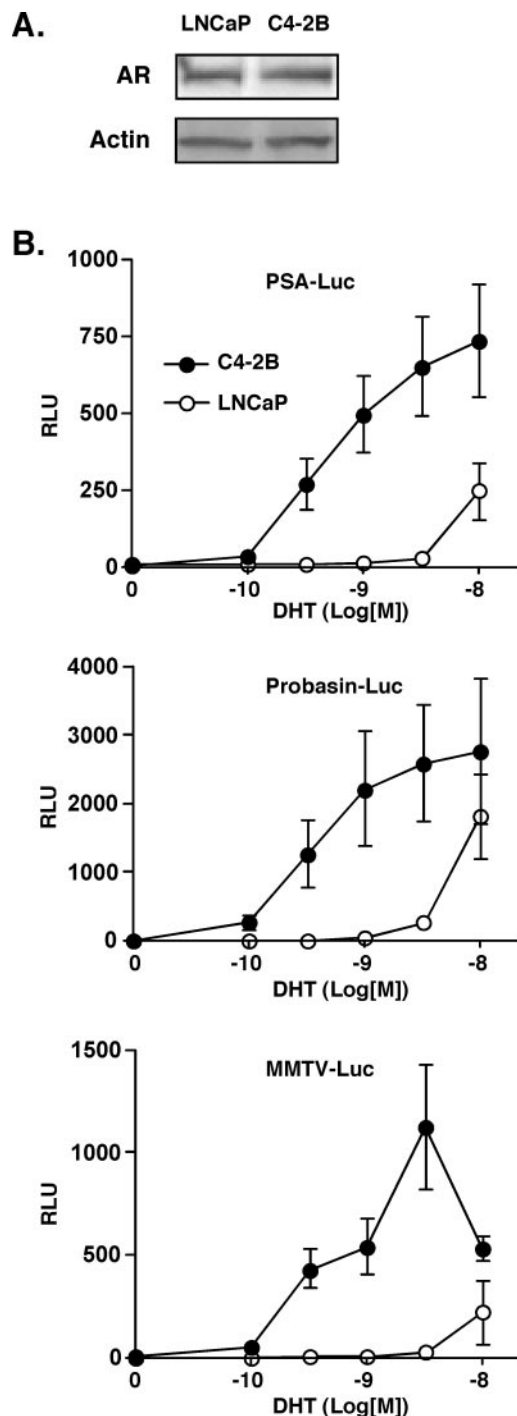 A.
LNCaP C4-2B
AR
Actin
B.
PSA-Luc
C4-2B
LNCaP
RLU
1000
750
500
250
0
0 -10 -9 -8
DHT (Log[M])
Probasin-Luc
RLU
4000
3000
2000
1000
0
0 -10 -9 -8
DHT (Log[M])
MMTV-Luc
RLU
1500
1000
500
0
0 -10 -9 -8
DHT (Log[M])